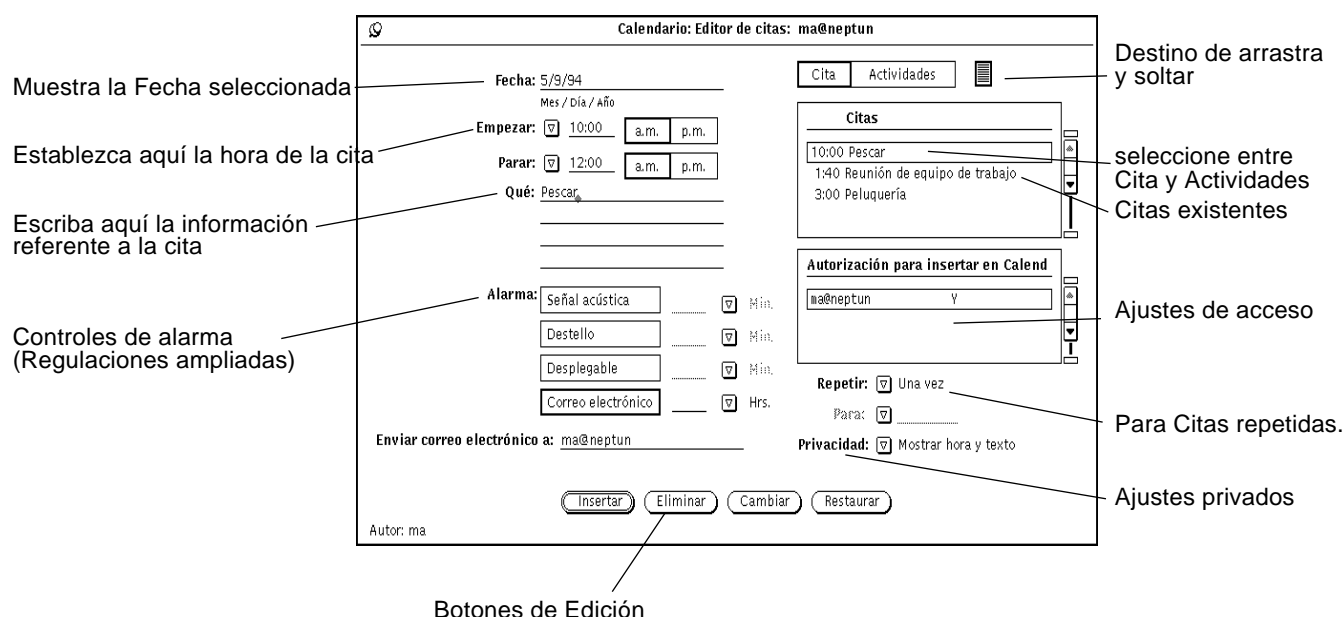 Calendario: Editor de citas: ma@neptun
Muestra la Fecha seleccionada
Fecha: 5/9/94
Mes / Día / Año
Establezca aquí la hora de la cita
Empezar: 10:00 a.m. p.m.
Parar: 12:00 a.m. p.m.
Escriba aquí la información
referente a la cita
Qué: Pescar
Controles de alarma
(Regulaciones ampliadas)
Alarma: Señal acústica Min.
Destello Min.
Desplegable Min.
Correo electrónico Hrs.
Enviar correo electrónico a: ma@neptun
Cita Actividades
Destino de arrastra
y soltar
Citas
10:00 Pescar
1:40 Reunión de equipo de trabajo
3:00 Peluquería
seleccione entre
Cita y Actividades
Citas existentes
Autorización para insertar en Calend
ma@neptun Y
Ajustes de acceso
Repetir: Una vez
Para:
Para Citas repetidas.
Privacidad: Mostrar hora y texto
Ajustes privados
Insertar Eliminar Cambiar Restaurar
Autor: ma
Botones de Edición